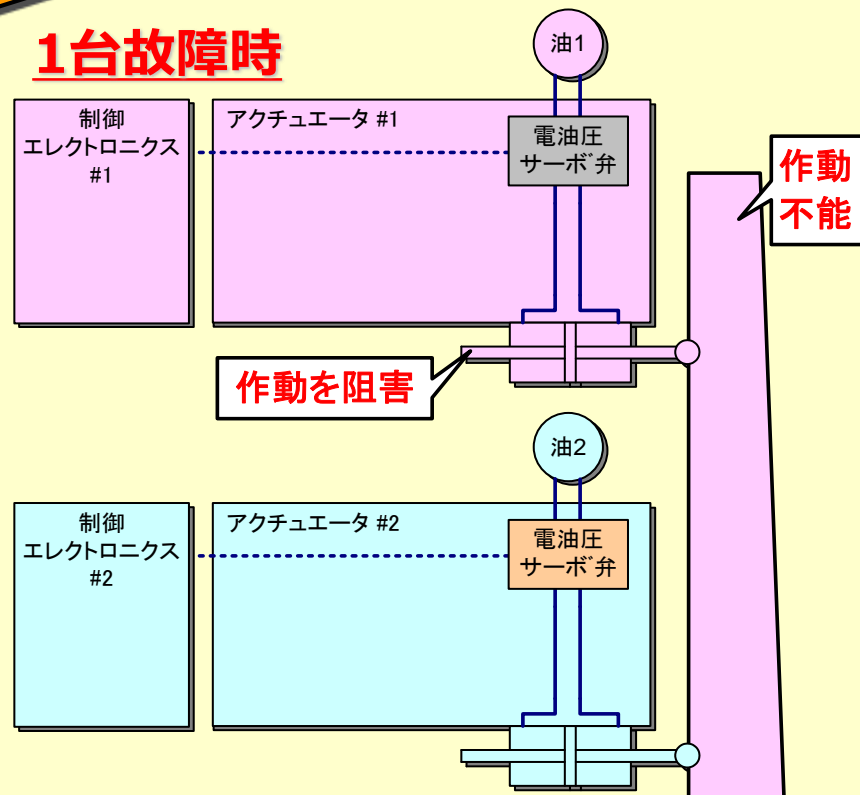 1台故障時
油1
制御
エレクトロニクス
#1
アクチュエータ #1
電油圧
サーボ弁
作動
不能
作動を阻害
油2
制御
エレクトロニクス
#2
アクチュエータ #2
電油圧
サーボ弁